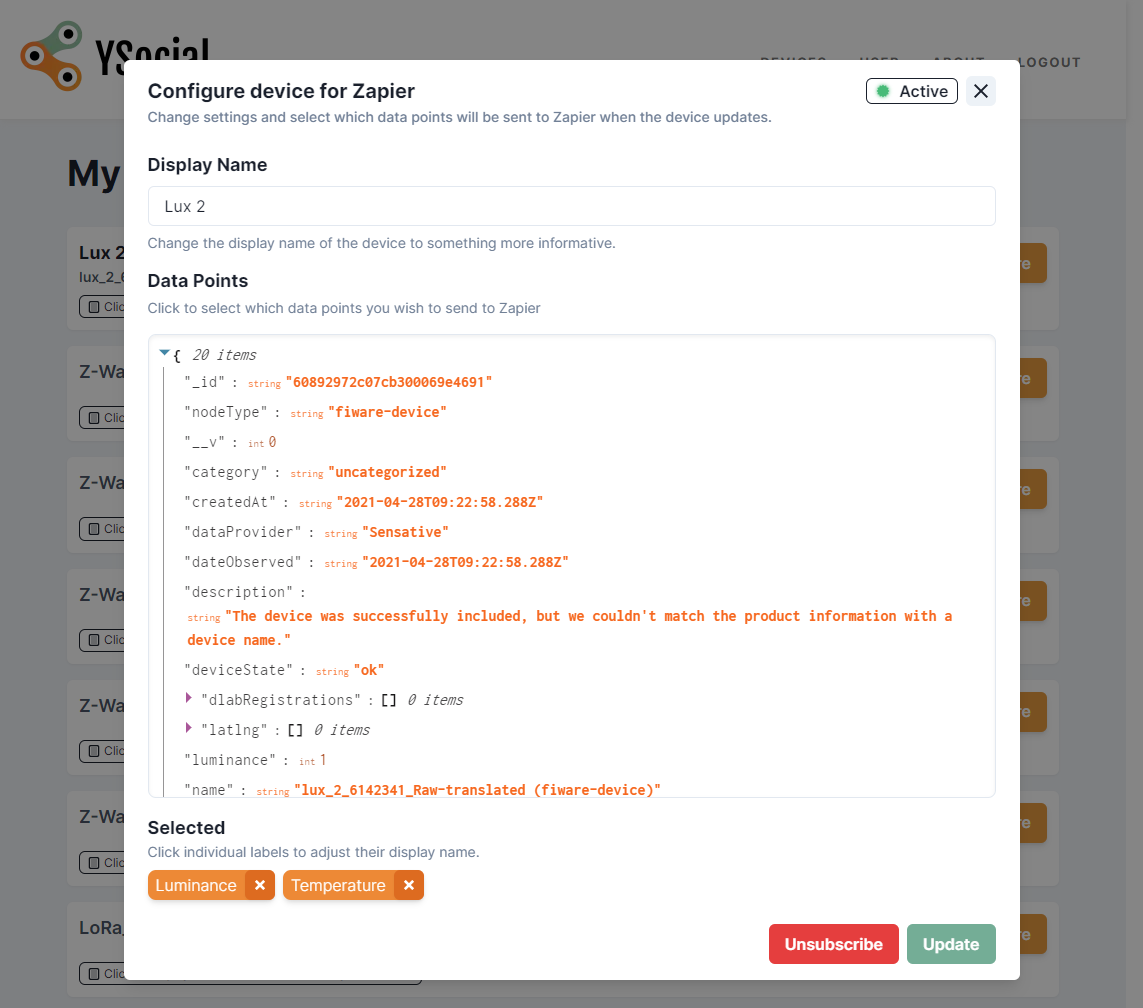 YSocial
DEVICES USER ABOUT LOGOUT
Configure device for Zapier
Active
Change settings and select which data points will be sent to Zapier when the device updates.
My
Display Name
Lux 2
Change the display name of the device to something more informative.
Lux 2
lux_2_6
Clic
re
Data Points
Click to select which data points you wish to send to Zapier
{ 20 items
"_id" : string "60892972c07cb300069e4691"
Z-Wa
Clic
re
"nodeType" : string "fiware-device"
"__v" : int 0
"category" : string "uncategorized"
Z-Wa
Clic
re
"createdAt" : string "2021-04-28T09:22:58.288Z"
"dataProvider" : string "Sensative"
"dateObserved" : string "2021-04-28T09:22:58.288Z"
"description" :
Z-Wa
Clic
re
string "The device was successfully included, but we couldn't match the product information with a
device name."
"deviceState" : string "ok"
"dlabRegistrations" : [] 0 items
Z-Wa
Clic
re
"latlng" : [] 0 items
"luminance" : int 1
"name" : string "lux_2_6142341_Raw-translated (fiware-device)"
Z-Wa
Clic
re
Selected
Click individual labels to adjust their display name.
Luminance ×
Temperature ×
LoRa_
Clic
re
Unsubscribe
Update